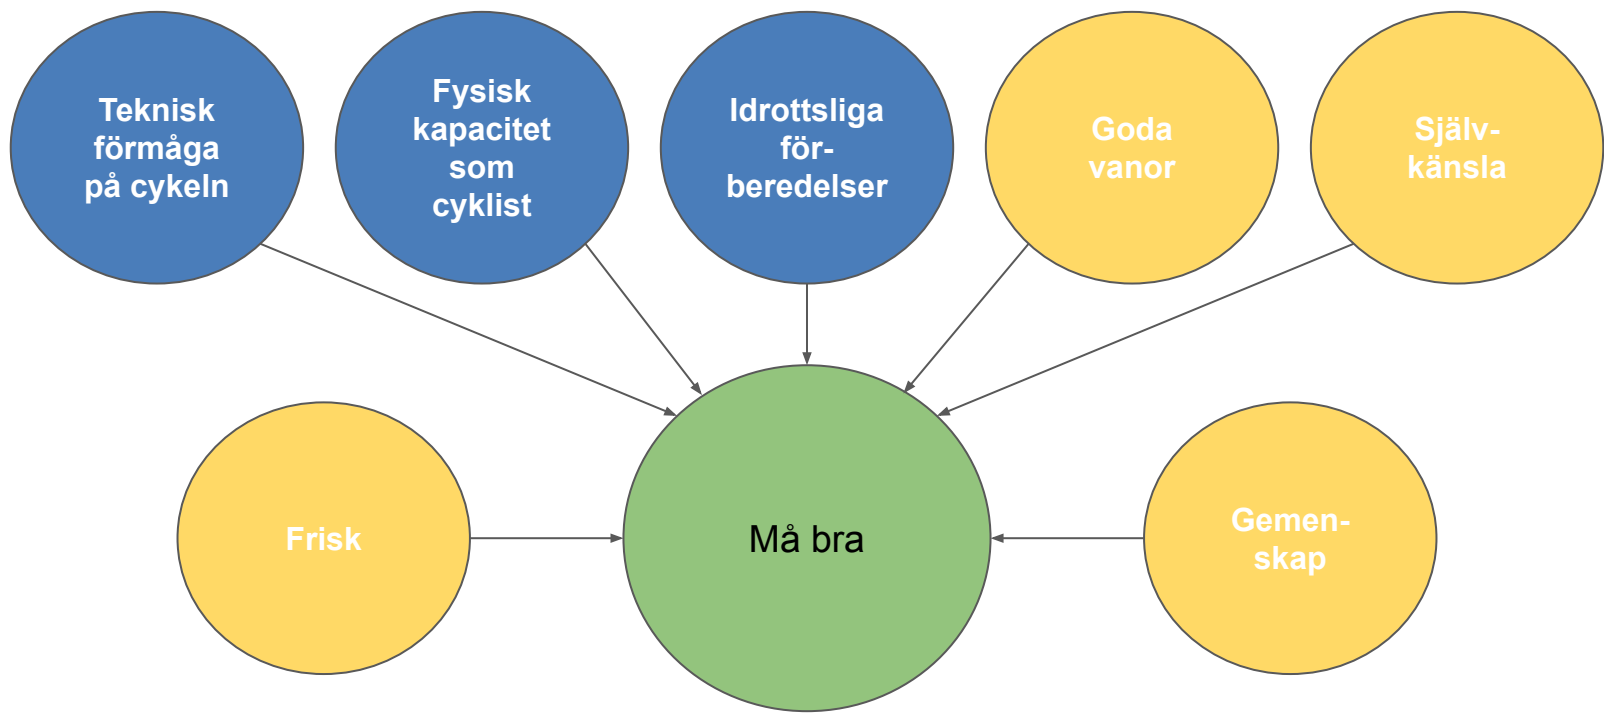 Teknisk
förmåga
på cykeln
Fysisk
kapacitet
som
cyklist
Idrottsliga
för-
beredelser
Goda
vanor
Själv-
känsla
Frisk
Må bra
Gemen-
skap